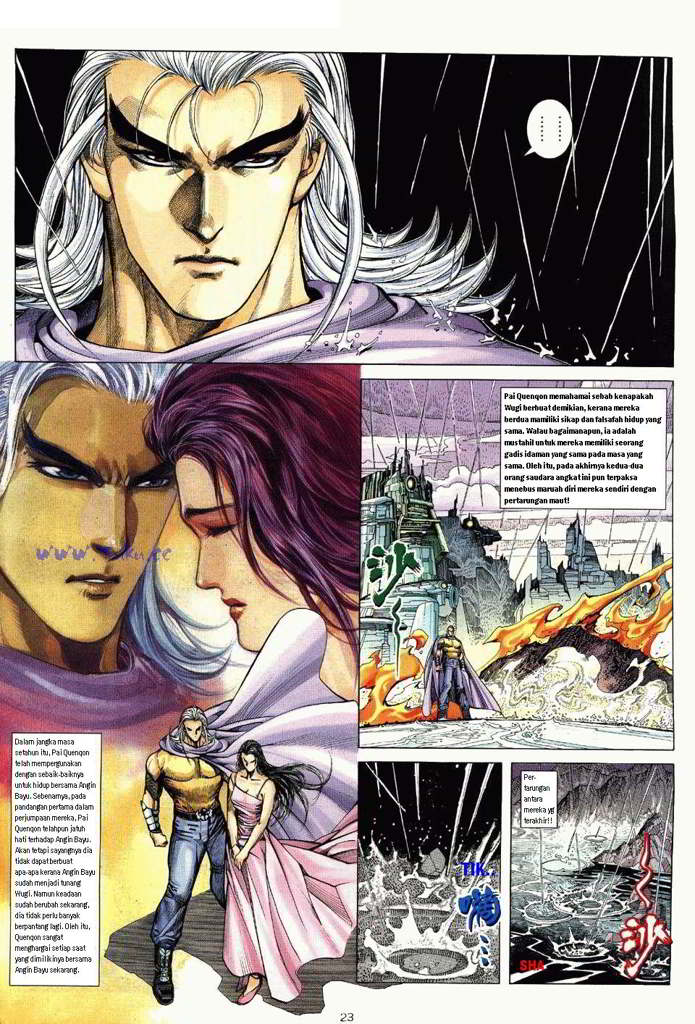 ……
Pai Quenqon memahamai sebab kenapakah
Wugi berbuat demikian, kerana mereka
berdua mamiliki sikap dan falsafah hidup yang
sama. Walau bagaimanapun, ia adalah
mustahil untuk mereka memiliki seorang
gadis idaman yang sama pada masa yang
sama. Oleh itu, pada akhirnya kedua-dua
orang saudara angkat ini pun terpaksa
menebus maruah diri mereka sendiri dengan
pertarungan maut!
沙
Dalam jangka masa
setahun itu, Pai Quenqon
telah mempergunakan
dengan sebaik-baiknya
untuk hidup bersama Angin
Bayu. Sebenarnya, pada
pandangan pertama dalam
perjumpaan mereka, Pai
Quenqon telahpun jatuh
hati terhadap Angin Bayu.
Akan tetapi sayangnya dia
tidak dapat berbuat
apa-apa kerana Angin Bayu
sudah menjadi tunang
Wugi. Namun keadaan
sudah berubah sekarang,
dia tidak perlu banyak
berpantang lagi. Oleh itu,
Quenqon sangat
menghargai setiap saat
yang dimilikinya bersama
Angin Bayu sekarang.
TIK..
嘀
Per-
tarungan
antara
mereka yg
terakhir!!
沙
SHA
23